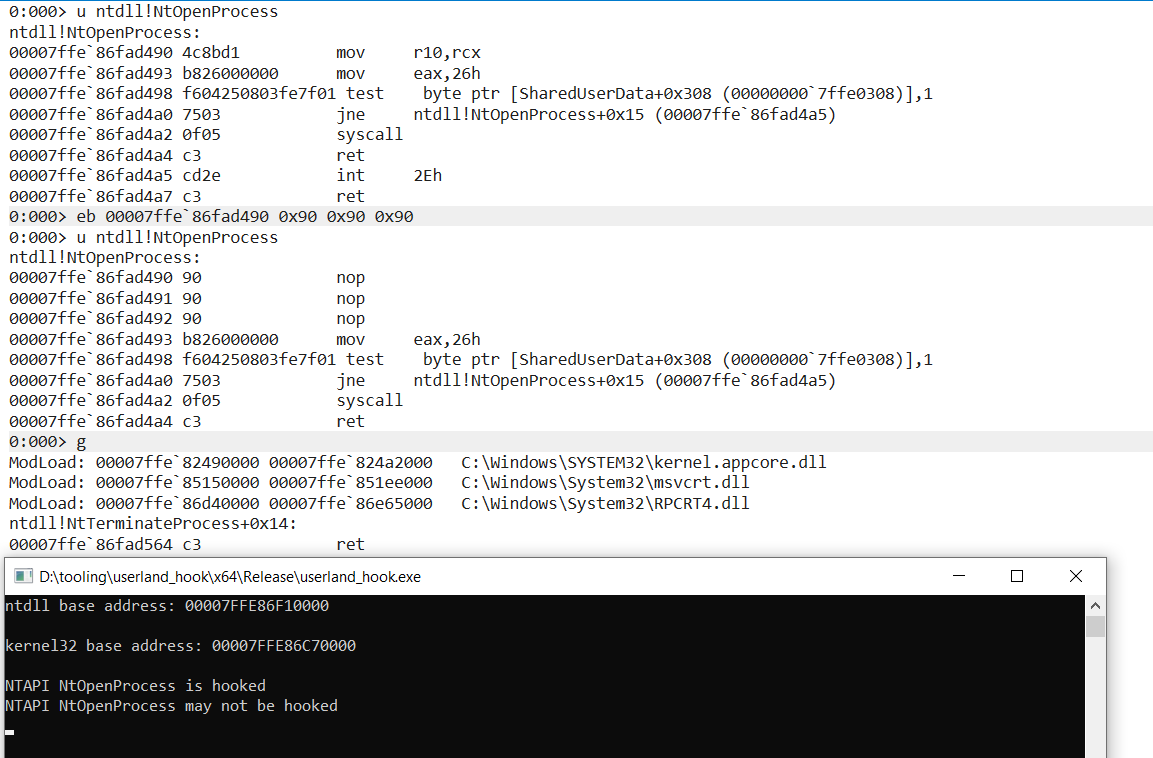 0:000> u ntdll!NtOpenProcess
ntdll!NtOpenProcess:
00007ffe`86fad490 4c8bd1 mov r10,rcx
00007ffe`86fad493 b826000000 mov eax,26h
00007ffe`86fad498 f604250803fe7f01 test byte ptr [SharedUserData+0x308 (00000000`7ffe0308)],1
00007ffe`86fad4a0 7503 jne ntdll!NtOpenProcess+0x15 (00007ffe`86fad4a5)
00007ffe`86fad4a2 0f05 syscall
00007ffe`86fad4a4 c3 ret
00007ffe`86fad4a5 cd2e int 2Eh
00007ffe`86fad4a7 c3 ret
0:000> eb 00007ffe`86fad490 0x90 0x90 0x90
0:000> u ntdll!NtOpenProcess
ntdll!NtOpenProcess:
00007ffe`86fad490 90 nop
00007ffe`86fad491 90 nop
00007ffe`86fad492 90 nop
00007ffe`86fad493 b826000000 mov eax,26h
00007ffe`86fad498 f604250803fe7f01 test byte ptr [SharedUserData+0x308 (00000000`7ffe0308)],1
00007ffe`86fad4a0 7503 jne ntdll!NtOpenProcess+0x15 (00007ffe`86fad4a5)
00007ffe`86fad4a2 0f05 syscall
00007ffe`86fad4a4 c3 ret
0:000> g
ModLoad: 00007ffe`82490000 00007ffe`824a2000 C:\Windows\SYSTEM32\kernel.appcore.dll
ModLoad: 00007ffe`85150000 00007ffe`851ee000 C:\Windows\System32\msvcrt.dll
ModLoad: 00007ffe`86d40000 00007ffe`86e65000 C:\Windows\System32\RPCRT4.dll
ntdll!NtTerminateProcess+0x14:
00007ffe`86fad564 c3 ret
D:\tooling\userland_hook\x64\Release\userland_hook.exe
ntdll base address: 00007FFE86F10000
kernel32 base address: 00007FFE86C70000
NTAPI NtOpenProcess is hooked
NTAPI NtOpenProcess may not be hooked